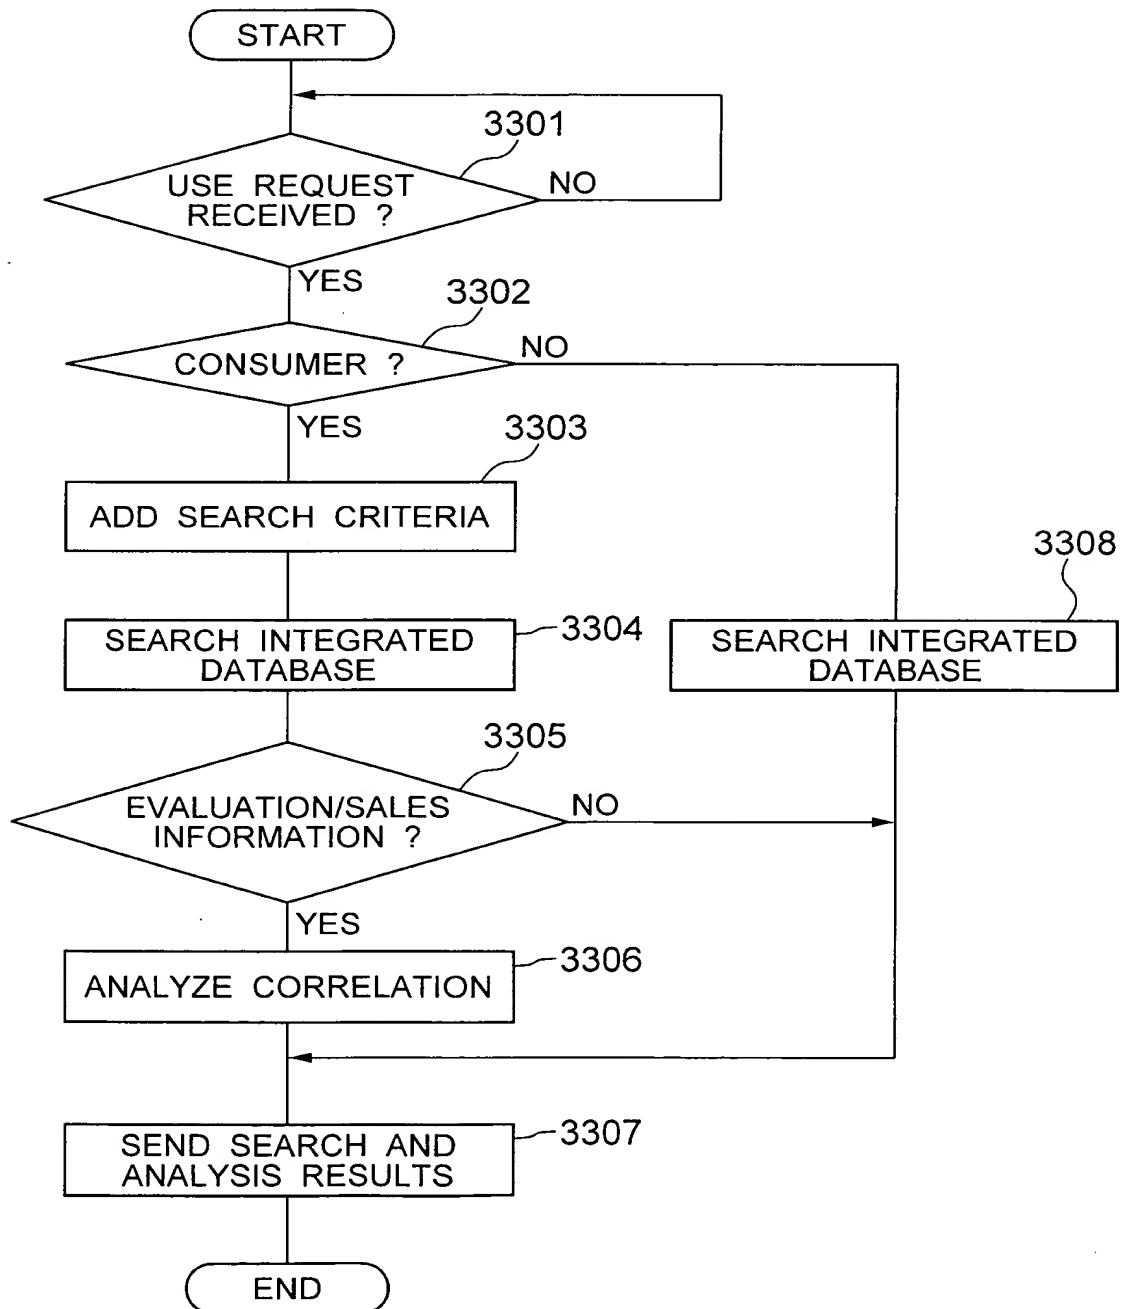 START
3301
USE REQUEST
RECEIVED ?
NO
YES
3302
CONSUMER ?
NO
YES
3303
ADD SEARCH CRITERIA
3304
SEARCH INTEGRATED
DATABASE
3308
SEARCH INTEGRATED
DATABASE
3305
EVALUATION/SALES
INFORMATION ?
NO
YES
3306
ANALYZE CORRELATION
3307
SEND SEARCH AND
ANALYSIS RESULTS
END